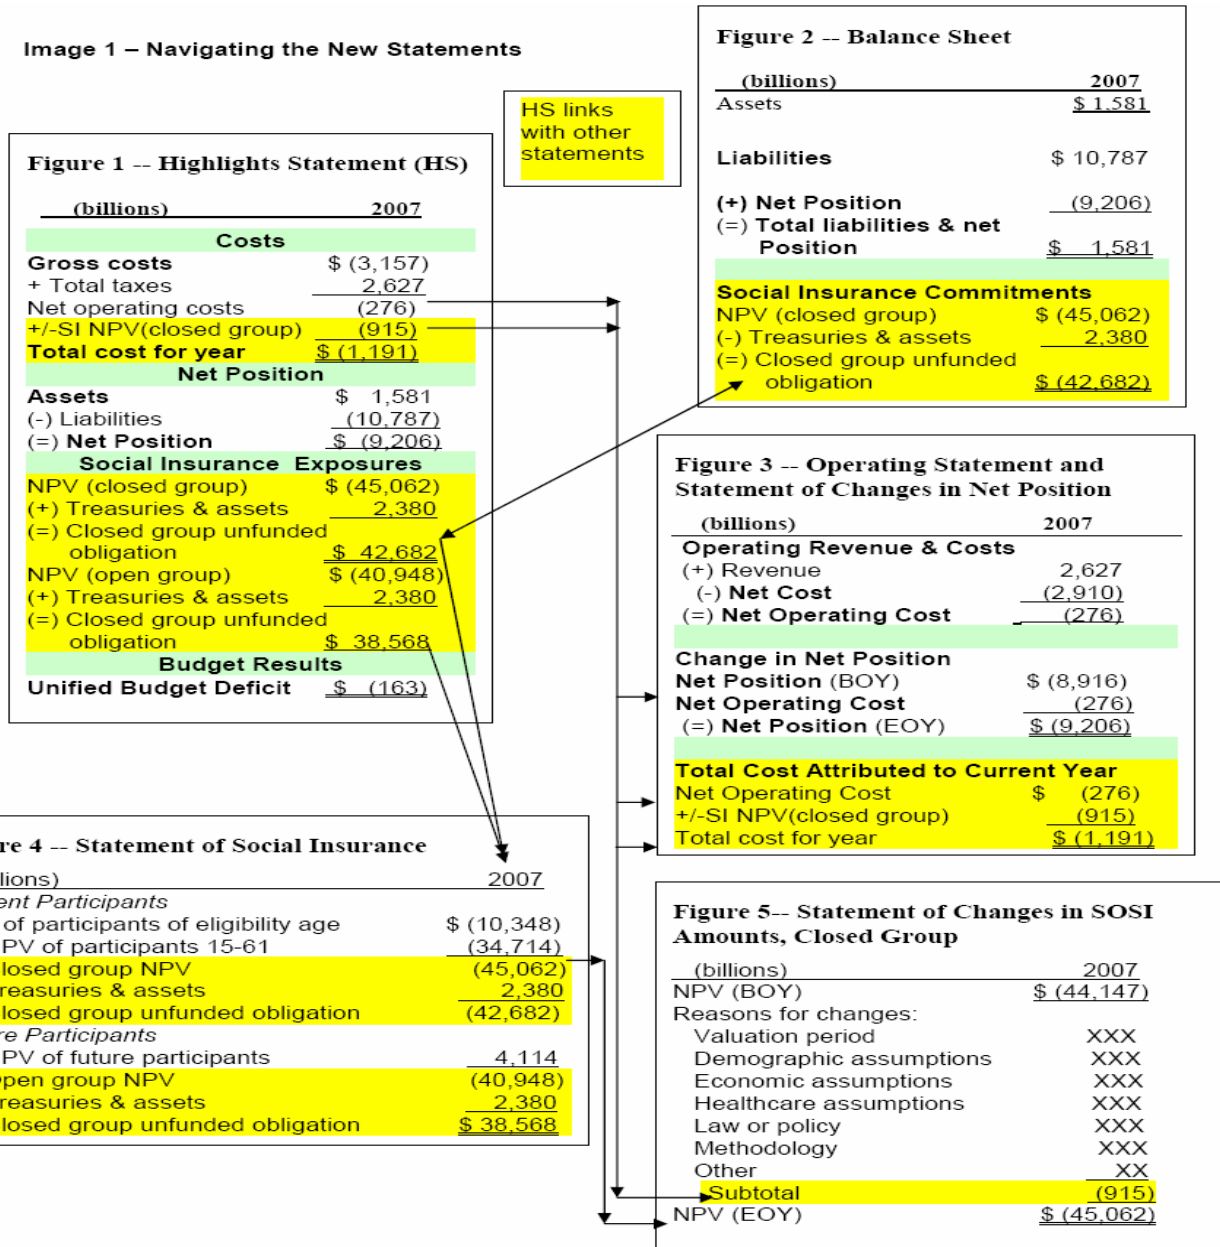 Image 1 – Navigating the New Statements
HS links
with other
statements
Figure 1 -- Highlights Statement (HS)
(billions) 2007
Costs
Gross costs $ (3,157)
+ Total taxes 2,627
Net operating costs (276)
+/-SI NPV(closed group) (915)
Total cost for year $ (1,191)
Net Position
Assets $ 1,581
(-) Liabilities (10,787)
(=) Net Position $ (9,206)
Social Insurance Exposures
NPV (closed group) $ (45,062)
(+) Treasuries & assets 2,380
(=) Closed group unfunded
obligation $ 42,682
NPV (open group) $ (40,948)
(+) Treasuries & assets 2,380
(=) Closed group unfunded
obligation $ 38,568
Budget Results
Unified Budget Deficit $ (163)
Figure 2 -- Balance Sheet
(billions) 2007
Assets $ 1,581
Liabilities $ 10,787
(+) Net Position (9,206)
(=) Total liabilities & net
Position $ 1,581
Social Insurance Commitments
NPV (closed group) $ (45,062)
(-) Treasuries & assets 2,380
(=) Closed group unfunded
obligation $ (42,682)
Figure 3 -- Operating Statement and
Statement of Changes in Net Position
(billions) 2007
Operating Revenue & Costs
(+) Revenue 2,627
(-) Net Cost (2,910)
(=) Net Operating Cost (276)
Change in Net Position
Net Position (BOY) $ (8,916)
Net Operating Cost (276)
(=) Net Position (EOY) $ (9,206)
Total Cost Attributed to Current Year
Net Operating Cost $ (276)
+/-SI NPV(closed group) (915)
Total cost for year $ (1,191)
re 4 -- Statement of Social Insurance
lions) 2007
ent Participants
of participants of eligibility age $ (10,348)
PV of participants 15-61 (34,714)
losed group NPV (45,062)
reasuries & assets 2,380
losed group unfunded obligation (42,682)
re Participants
PV of future participants 4,114
pen group NPV (40,948)
reasuries & assets 2,380
losed group unfunded obligation $ 38,568
Figure 5-- Statement of Changes in SOSI
Amounts, Closed Group
(billions) 2007
NPV (BOY) $ (44,147)
Reasons for changes:
Valuation period XXX
Demographic assumptions XXX
Economic assumptions XXX
Healthcare assumptions XXX
Law or policy XXX
Methodology XXX
Other XX
Subtotal (915)
NPV (EOY) $ (45,062)